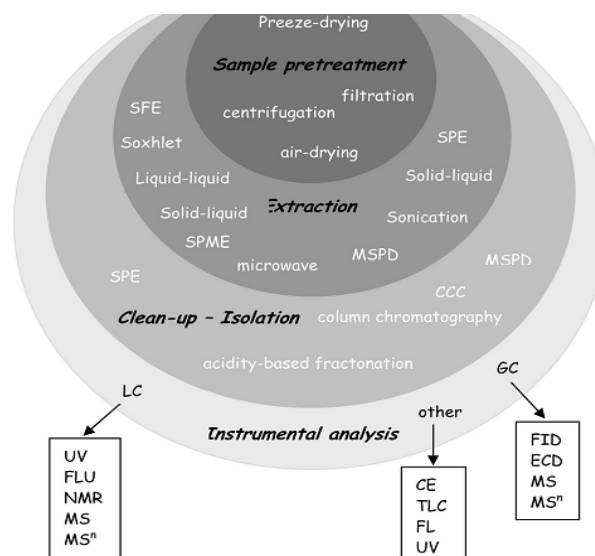 Preeze-drying
Sample pretreatment
filtration
centrifugation
air-drying
SFE
SPE
Soxhlet
Liquid-liquid
Solid-liquid
Solid-liquid
Extraction
Sonication
SPME
MSPD
microwave
SPE
MSPD
CCC
Clean-up – Isolation
column chromatography
acidity-based fractonation
GC
LC
other
Instrumental analysis
UV
FLU
NMR
MS
MSⁿ
CE
TLC
FL
UV
FID
ECD
MS
MSⁿ